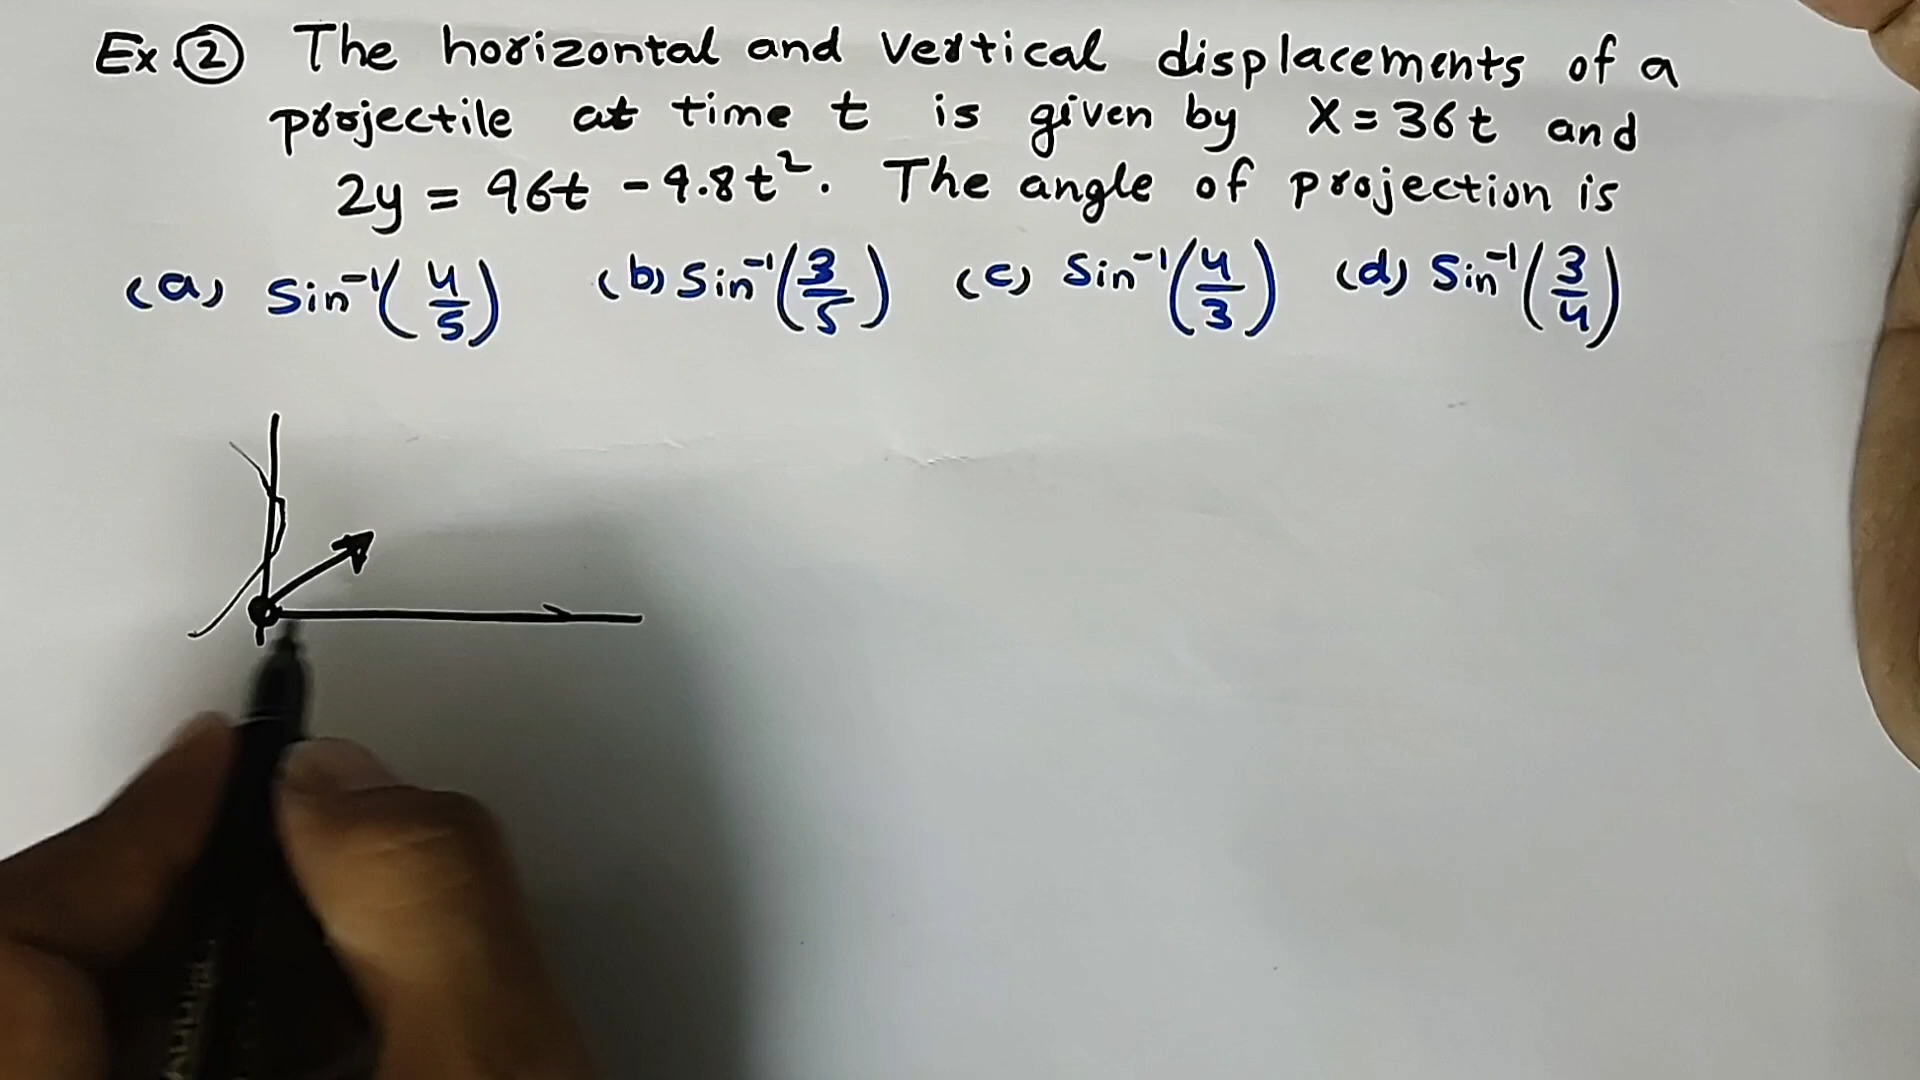 Ex.② The horizontal and vertical displacements of a
projectile at time t is given by x = 36t and
2y = 96t - 9.8t². The angle of projection is
(a) Sin⁻¹(4/5) (b) Sin⁻¹(3/5) (c) Sin⁻¹(4/3) (d) Sin⁻¹(3/4)